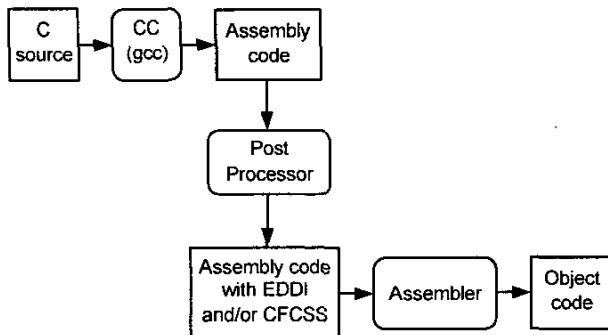 C
source
CC
(gcc)
Assembly
code
Post
Processor
Assembly code
with EDDI
and/or CFCSS
Assembler
Object
code